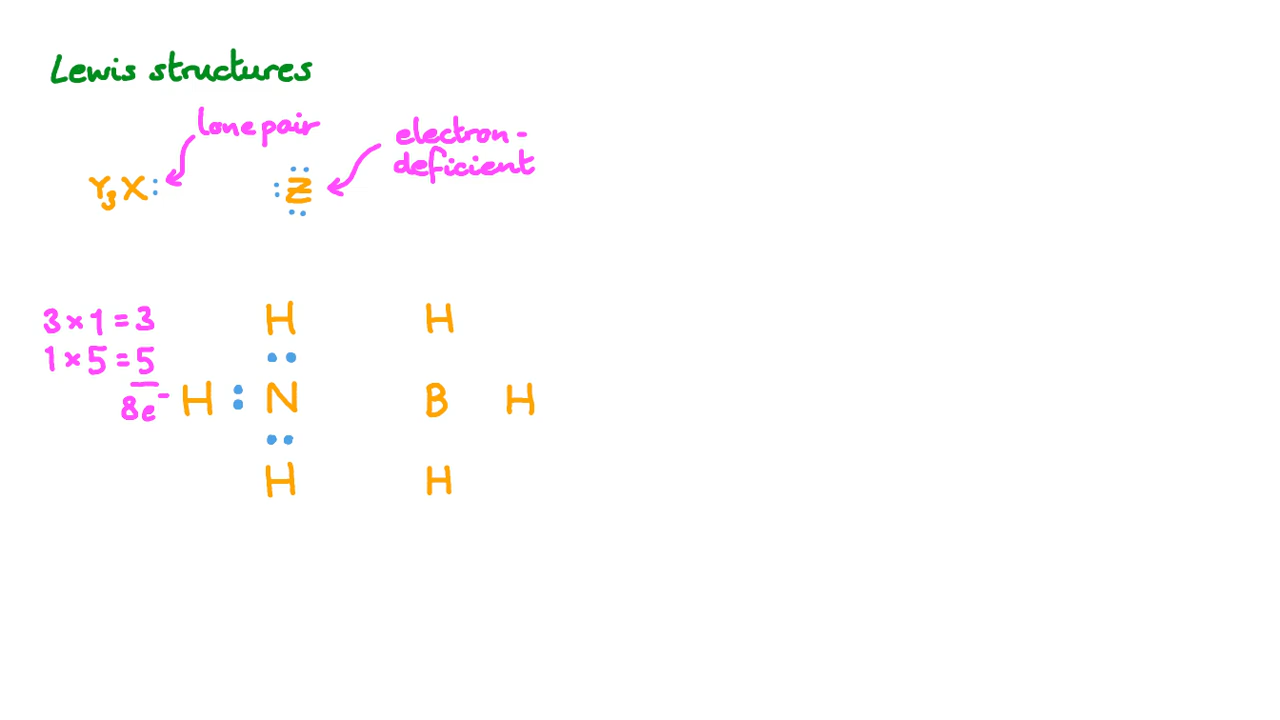 Lewis structures
lone pair
electron-
deficient
Y₃X:
:Z
3×1=3
1×5=5
8e⁻
H
H
H : N
B
H
H
H